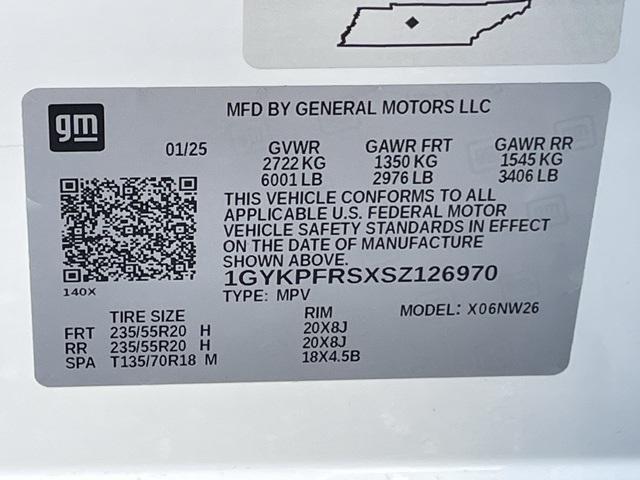 gm
MFD BY GENERAL MOTORS LLC
01/25 GVWR GAWR FRT GAWR RR
2722 KG 1350 KG 1545 KG
6001 LB 2976 LB 3406 LB
THIS VEHICLE CONFORMS TO ALL
APPLICABLE U.S. FEDERAL MOTOR
VEHICLE SAFETY STANDARDS IN EFFECT
ON THE DATE OF MANUFACTURE
SHOWN ABOVE.
1GYKPFRSXSZ126970
140X
TYPE: MPV MODEL: X06NW26
TIRE SIZE RIM
FRT 235/55R20 H 20X8J
RR 235/55R20 H 20X8J
SPA T135/70R18 M 18X4.5B